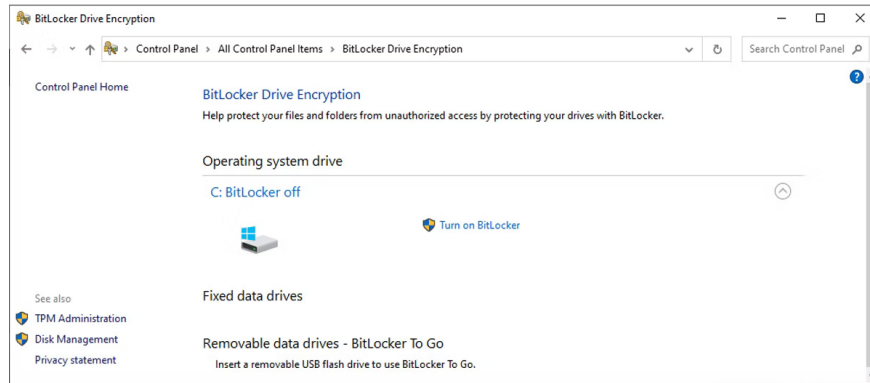 BitLocker Drive Encryption
Control Panel › All Control Panel Items › BitLocker Drive Encryption
Search Control Panel
Control Panel Home
BitLocker Drive Encryption
Help protect your files and folders from unauthorized access by protecting your drives with BitLocker.
Operating system drive
C: BitLocker off
Turn on BitLocker
Fixed data drives
Removable data drives - BitLocker To Go
Insert a removable USB flash drive to use BitLocker To Go.
See also
TPM Administration
Disk Management
Privacy statement